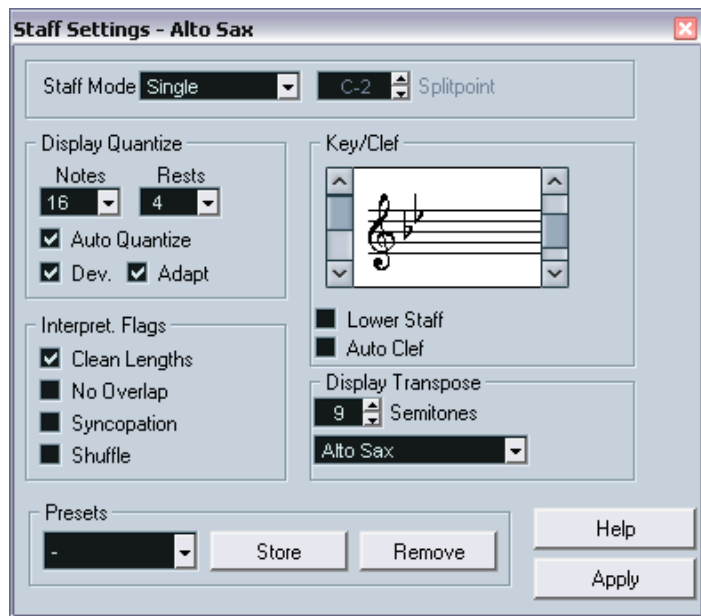 Staff Settings - Alto Sax
Staff Mode Single C-2 Splitpoint
Display Quantize
Notes Rests
16 4
Auto Quantize
Dev. Adapt
Interpret. Flags
Clean Lengths
No Overlap
Syncopation
Shuffle
Key/Clef
Lower Staff
Auto Clef
Display Transpose
9 Semitones
Alto Sax
Presets
- Store Remove
Help
Apply